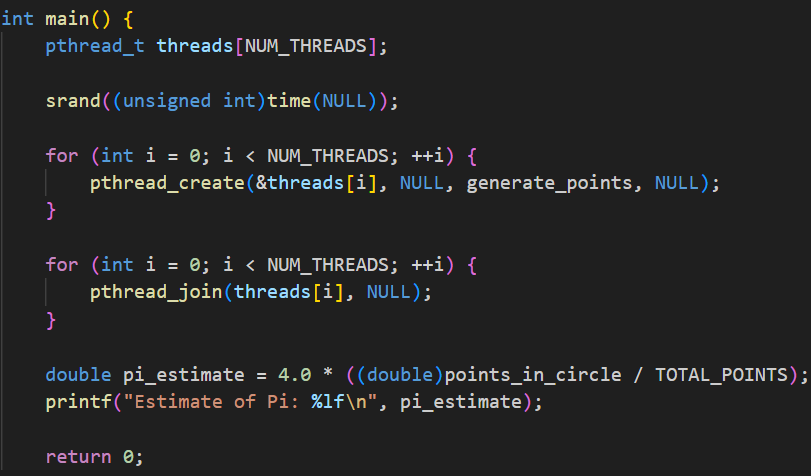 int main() {
    pthread_t threads[NUM_THREADS];
    srand((unsigned int)time(NULL));
    for (int i = 0; i < NUM_THREADS; ++i) {
        pthread_create(&threads[i], NULL, generate_points, NULL);
    }
    for (int i = 0; i < NUM_THREADS; ++i) {
        pthread_join(threads[i], NULL);
    }
    double pi_estimate = 4.0 * ((double)points_in_circle / TOTAL_POINTS);
    printf("Estimate of Pi: %lf\n", pi_estimate);
    return 0;